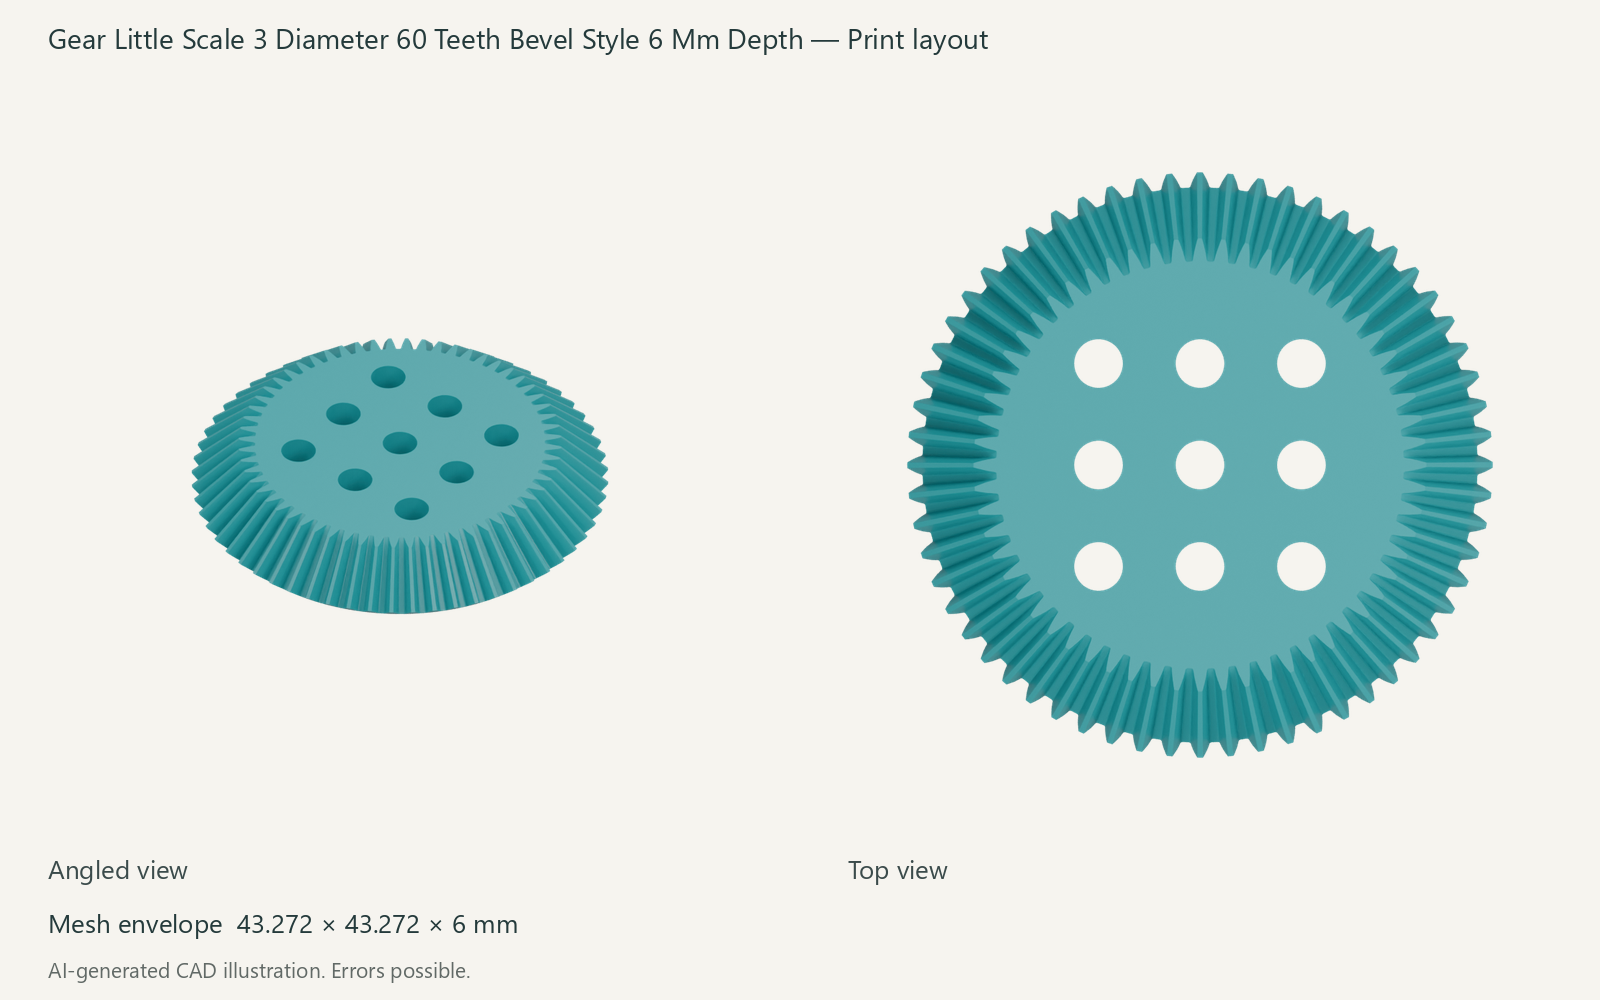 Gear Little Scale 3 Diameter 60 Teeth Bevel Style 6 Mm Depth — Print layout
Angled view
Top view
Mesh envelope 43.272 × 43.272 × 6 mm
AI-generated CAD illustration. Errors possible.